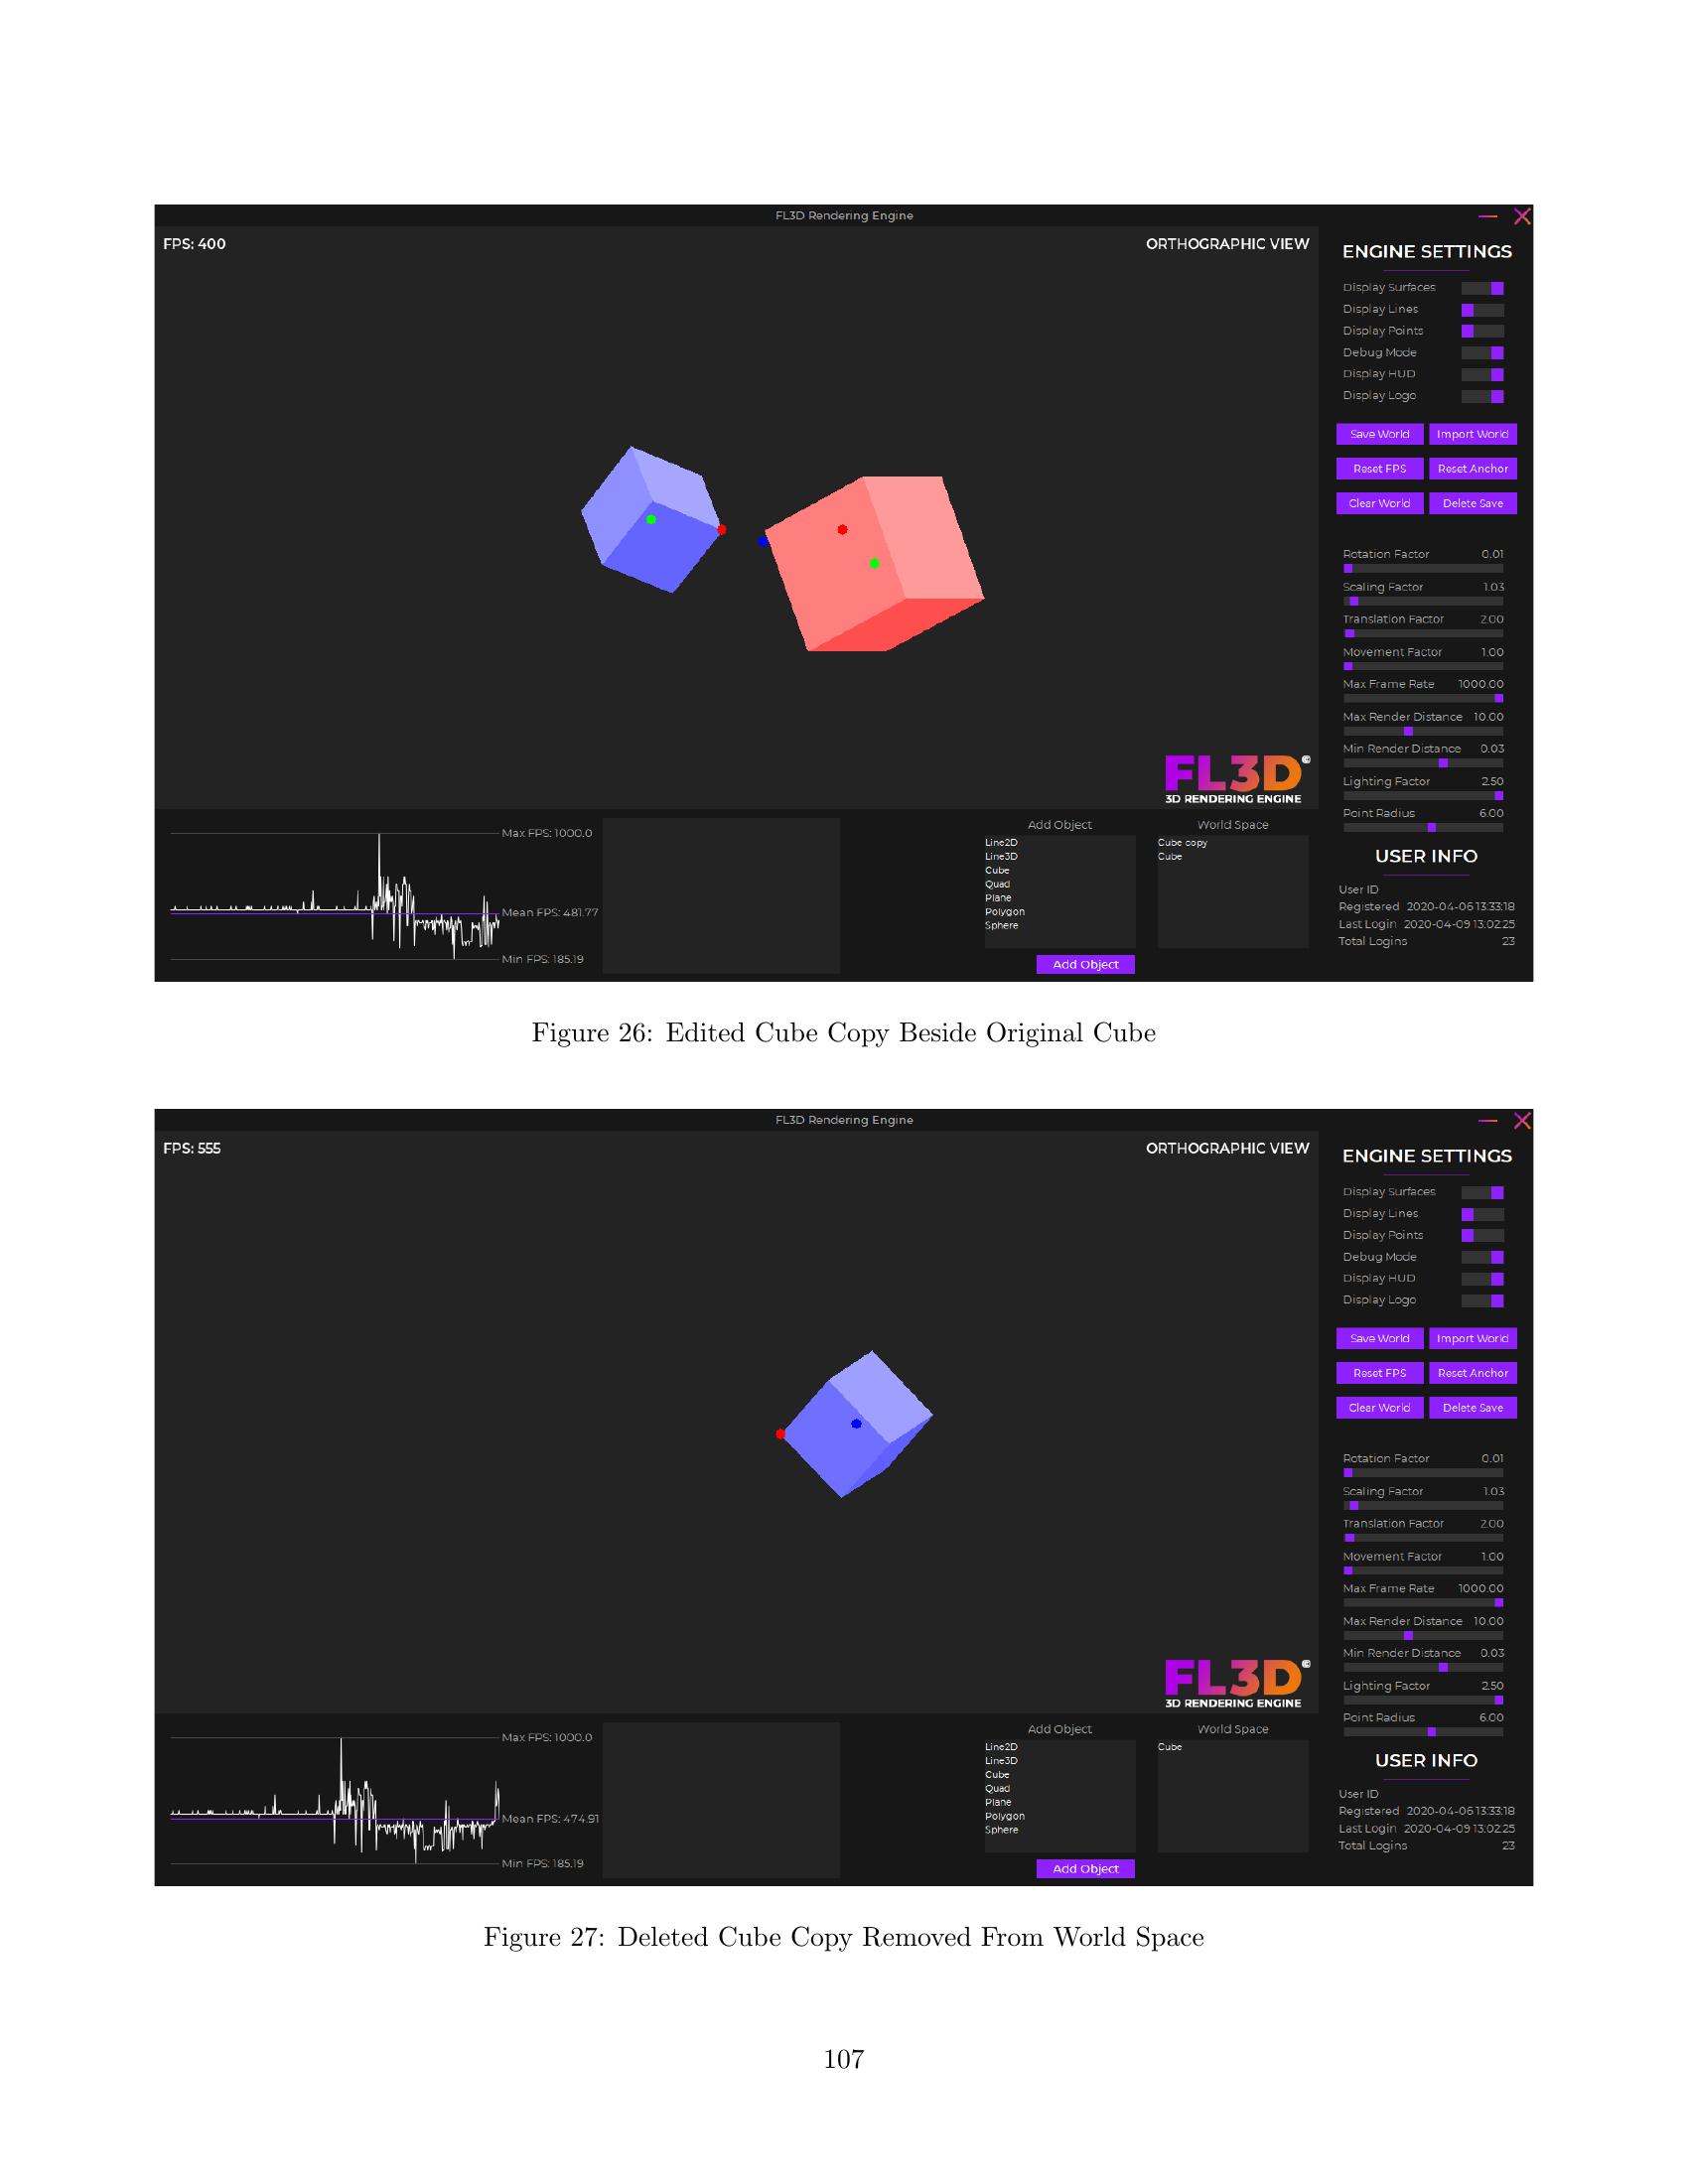 FL3D Rendering Engine
FPS: 400
ORTHOGRAPHIC VIEW
ENGINE SETTINGS
Display Surfaces
Display Lines
Display Points
Debug Mode
Display HUD
Display Logo
Save World Import World
Reset FPS Reset Anchor
Clear World Delete Save
Rotation Factor 0.01
Scaling Factor 1.03
Translation Factor 2.00
Movement Factor 1.00
Max Frame Rate 1000.00
Max Render Distance 10.00
Min Render Distance 0.03
Lighting Factor 2.50
Point Radius 6.00
FL3D©
3D RENDERING ENGINE
Max FPS: 1000.0
Mean FPS: 481.77
Min FPS: 185.19
Add Object
Line2D
Line3D
Cube
Quad
Plane
Polygon
Sphere
Add Object
World Space
Cube copy
Cube
USER INFO
User ID
Registered 2020-04-06 13:33:18
Last Login 2020-04-09 13:02:25
Total Logins 23
Figure 26: Edited Cube Copy Beside Original Cube
FL3D Rendering Engine
FPS: 555
ORTHOGRAPHIC VIEW
ENGINE SETTINGS
Display Surfaces
Display Lines
Display Points
Debug Mode
Display HUD
Display Logo
Save World Import World
Reset FPS Reset Anchor
Clear World Delete Save
Rotation Factor 0.01
Scaling Factor 1.03
Translation Factor 2.00
Movement Factor 1.00
Max Frame Rate 1000.00
Max Render Distance 10.00
Min Render Distance 0.03
Lighting Factor 2.50
Point Radius 6.00
FL3D©
3D RENDERING ENGINE
Max FPS: 1000.0
Mean FPS: 474.91
Min FPS: 185.19
Add Object
Line2D
Line3D
Cube
Quad
Plane
Polygon
Sphere
Add Object
World Space
Cube
USER INFO
User ID
Registered 2020-04-06 13:33:18
Last Login 2020-04-09 13:02:25
Total Logins 23
Figure 27: Deleted Cube Copy Removed From World Space
107